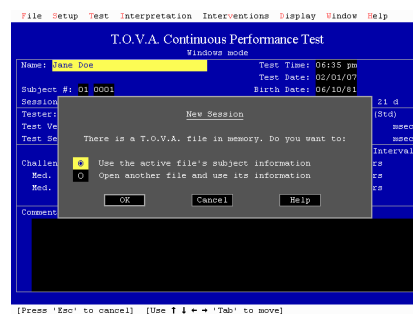 File Setup Test Interpretation Interventions Display Window Help
T.O.V.A. Continuous Performance Test
Windows mode
Name: Jane Doe Test Time: 06:35 pm
Test Date: 02/01/07
Subject #: 01 0001 Birth Date: 06/10/81
Session 21 d
Tester: (Std)
Test Ve msec
Test Se msec
Interval
Challen rs
Med. rs
Med. rs
Comment
New Session
There is a T.O.V.A. file in memory. Do you want to:
Use the active file's subject information
Open another file and use its information
OK Cancel Help
[Press 'Esc' to cancel] [Use ↑ ↓ ← → 'Tab' to move]